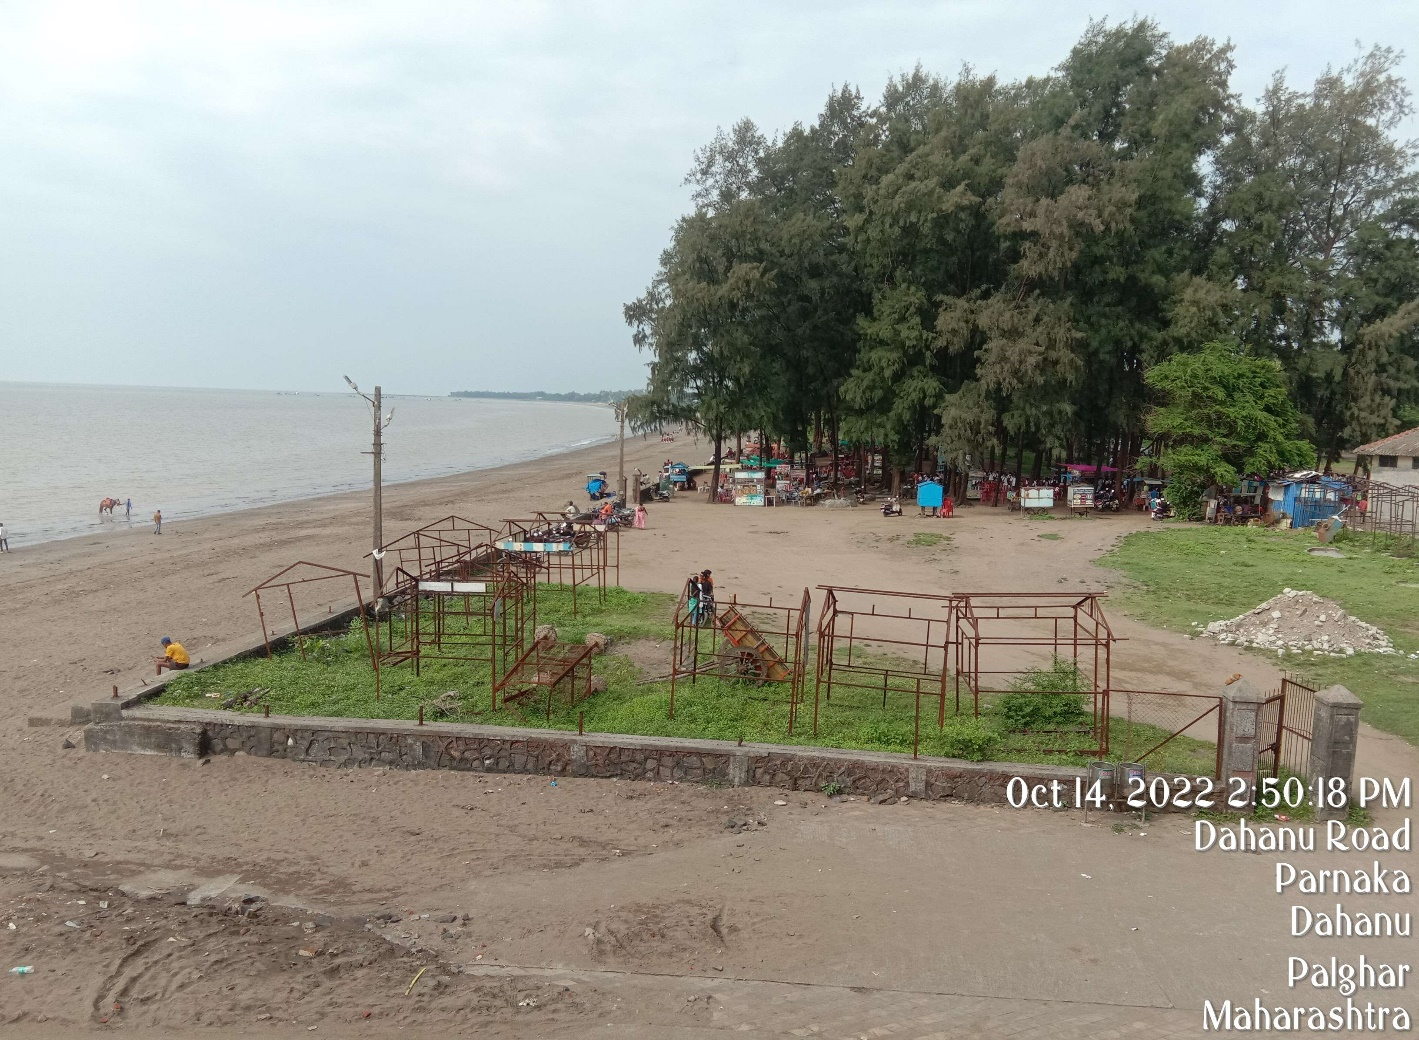 Oct 14, 2022 2:50:18 PM
Dahanu Road
Parnaka
Dahanu
Palghar
Maharashtra